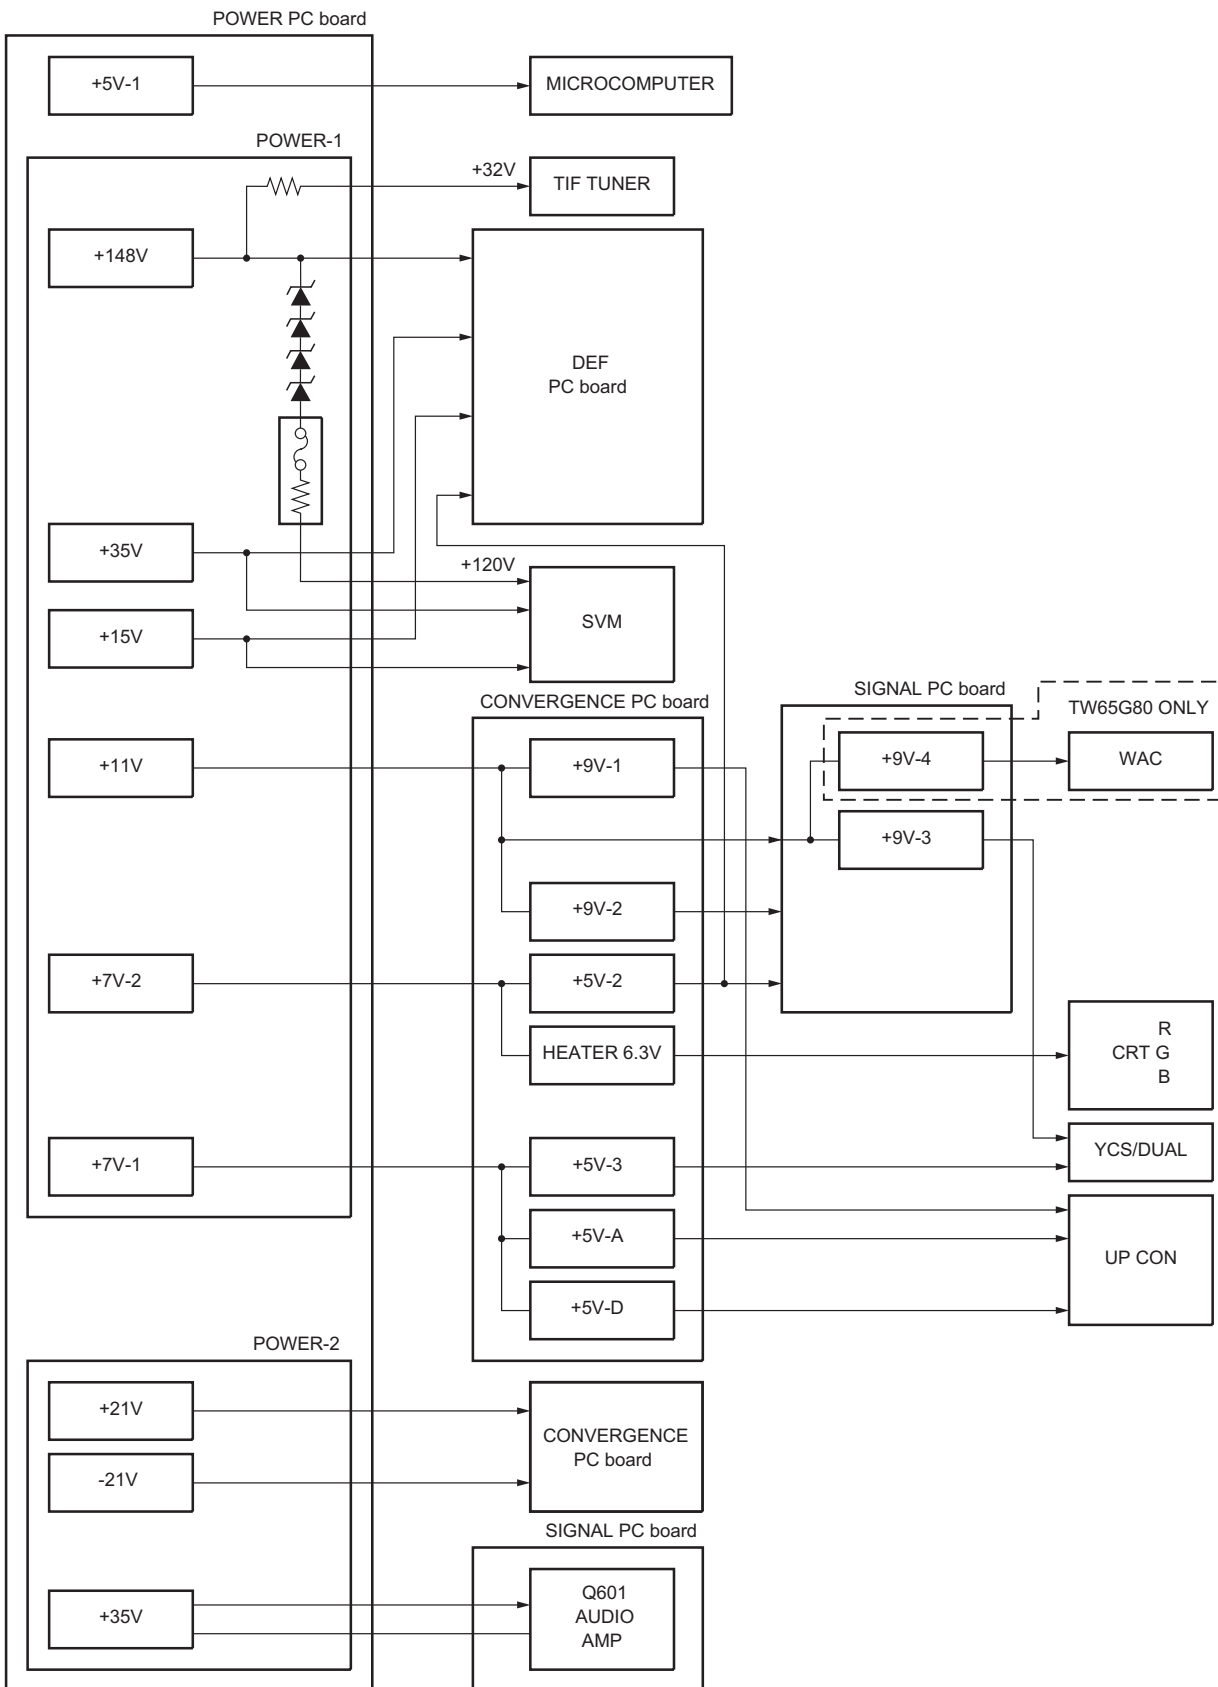 POWER PC board
+5V-1
MICROCOMPUTER
POWER-1
+32V
TIF TUNER
+148V
DEF
PC board
+35V
+120V
+15V
SVM
CONVERGENCE PC board
SIGNAL PC board
TW65G80 ONLY
+11V
+9V-1
+9V-4
WAC
+9V-3
+9V-2
+7V-2
+5V-2
HEATER 6.3V
R
CRT G
B
+7V-1
+5V-3
YCS/DUAL
+5V-A
UP CON
+5V-D
POWER-2
+21V
CONVERGENCE
PC board
-21V
SIGNAL PC board
+35V
Q601
AUDIO
AMP